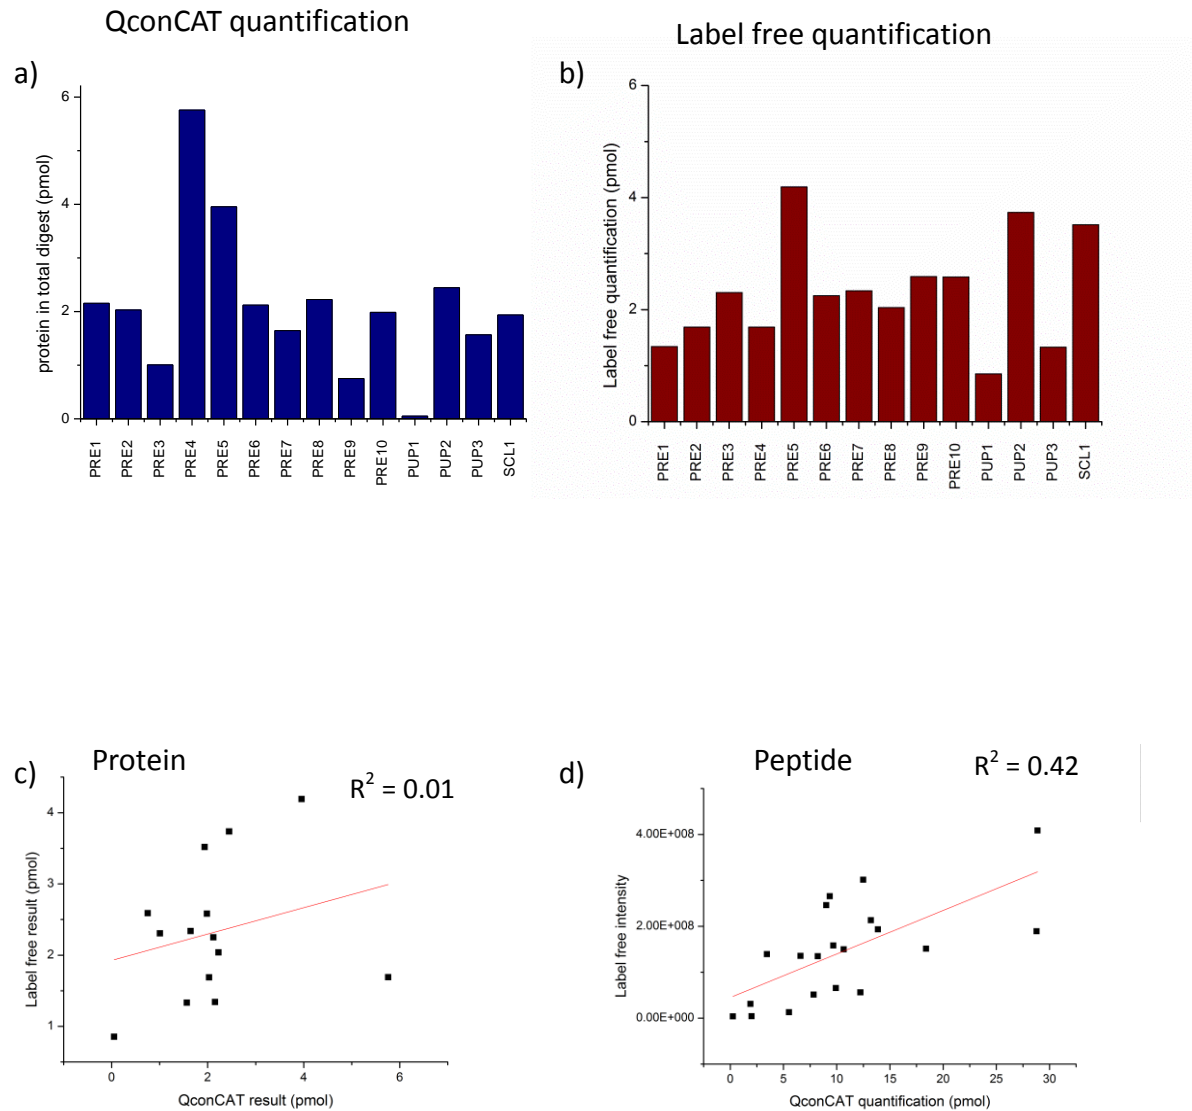 QconCAT quantification
Label free quantification
a)
protein in total digest (pmol)
6
4
2
0
PRE1
PRE2
PRE3
PRE4
PRE5
PRE6
PRE7
PRE8
PRE9
PRE10
PUP1
PUP2
PUP3
SCL1
b)
Label free quantification (pmol)
6
4
2
0
PRE1
PRE2
PRE3
PRE4
PRE5
PRE6
PRE7
PRE8
PRE9
PRE10
PUP1
PUP2
PUP3
SCL1
c)
Protein
R² = 0.01
Label free result (pmol)
4
3
2
1
0 2 4 6
QconCAT result (pmol)
d)
Peptide
R² = 0.42
Label free intensity
4.00E+008
2.00E+008
0.00E+000
0 5 10 15 20 25 30
QconCAT quantification (pmol)